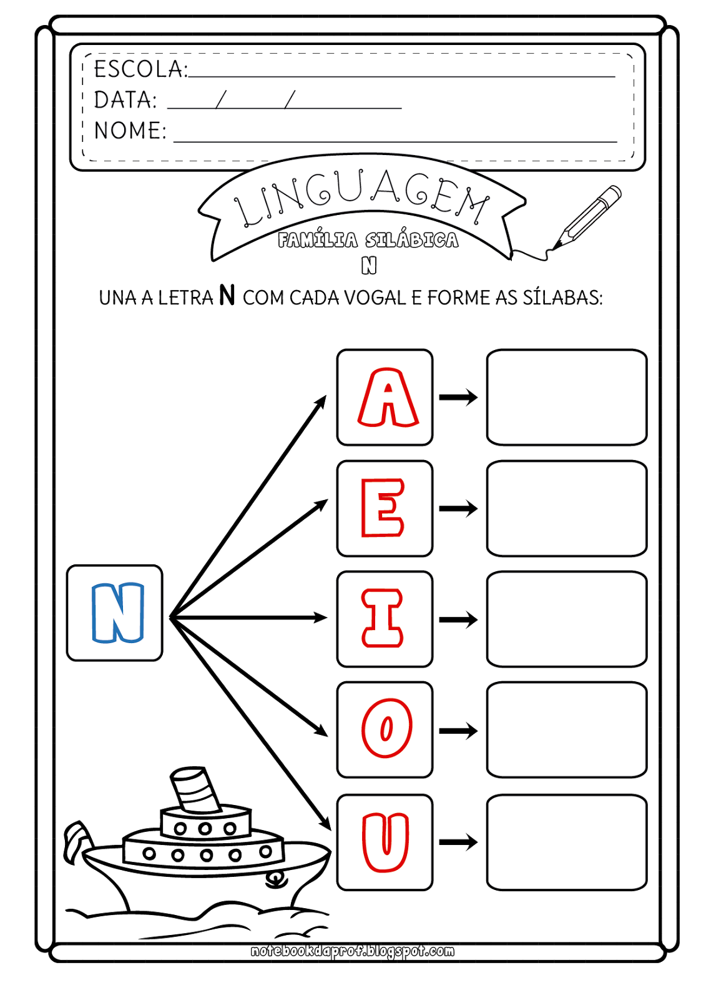 ESCOLA:
DATA: / /
NOME:
LINGUAGEM
FAMÍLIA SILÁBICA
N
UNA A LETRA N COM CADA VOGAL E FORME AS SÍLABAS:
A
E
N
I
O
U
notebookdaprof.blogspot.com